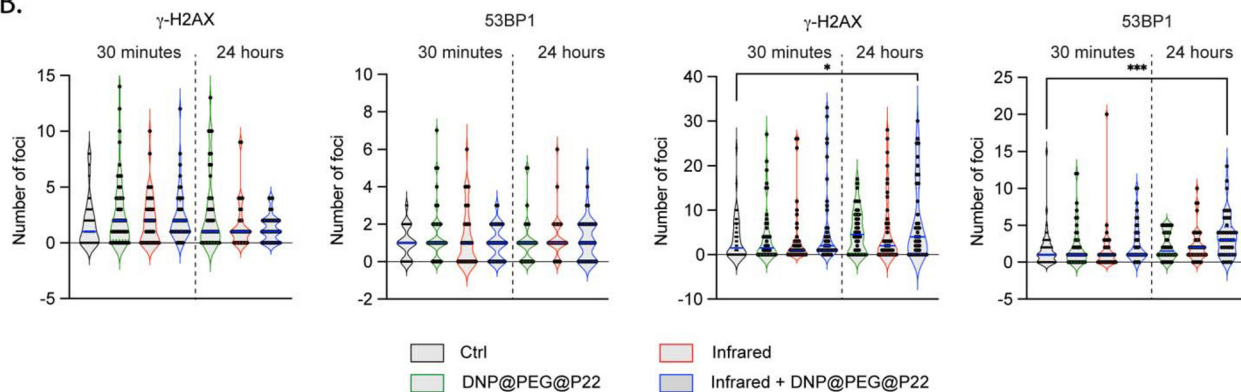 B.
γ-H2AX
30 minutes 24 hours
Number of foci
15
10
5
0
-5
53BP1
30 minutes 24 hours
Number of foci
10
8
6
4
2
0
-2
γ-H2AX
30 minutes 24 hours
*
Number of foci
40
30
20
10
0
-10
53BP1
30 minutes 24 hours
***
Number of foci
25
20
15
10
5
0
-5
Ctrl
Infrared
DNP@PEG@P22
Infrared + DNP@PEG@P22